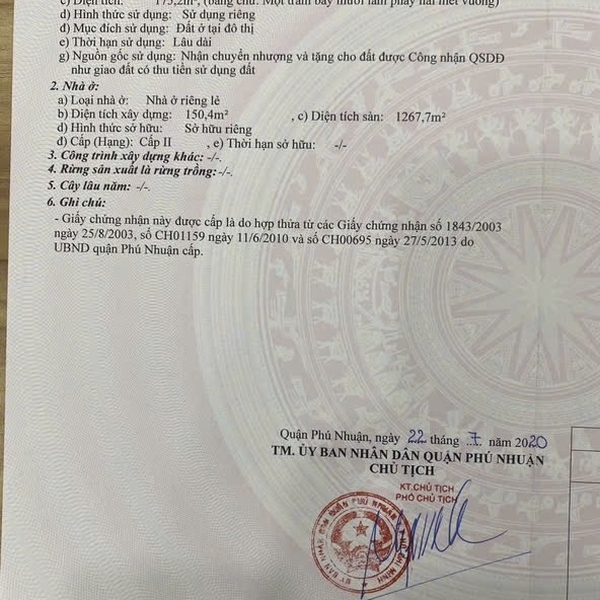 c) Diện tích: 175,2m², (bằng chữ: Một trăm bảy mươi lăm phẩy hai mét vuông)
d) Hình thức sử dụng: Sử dụng riêng
đ) Mục đích sử dụng: Đất ở tại đô thị
e) Thời hạn sử dụng: Lâu dài
g) Nguồn gốc sử dụng: Nhận chuyển nhượng và tặng cho đất được Công nhận QSDĐ
như giao đất có thu tiền sử dụng đất
2. Nhà ở:
a) Loại nhà ở: Nhà ở riêng lẻ
b) Diện tích xây dựng: 150,4m² , c) Diện tích sàn: 1267,7m²
d) Hình thức sở hữu: Sở hữu riêng
đ) Cấp (Hạng): Cấp II , e) Thời hạn sở hữu: -/-
3. Công trình xây dựng khác: -/-.
4. Rừng sản xuất là rừng trồng:-/-.
5. Cây lâu năm: -/-.
6. Ghi chú:
- Giấy chứng nhận này được cấp là do hợp thửa từ các Giấy chứng nhận số 1843/2003
ngày 25/8/2003, số CH01159 ngày 11/6/2010 và số CH00695 ngày 27/5/2013 do
UBND quận Phú Nhuận cấp.
Quận Phú Nhuận, ngày 22 tháng 7 năm 2020
TM. ỦY BAN NHÂN DÂN QUẬN PHÚ NHUẬN
CHỦ TỊCH
KT.CHỦ TỊCH
PHÓ CHỦ TỊCH